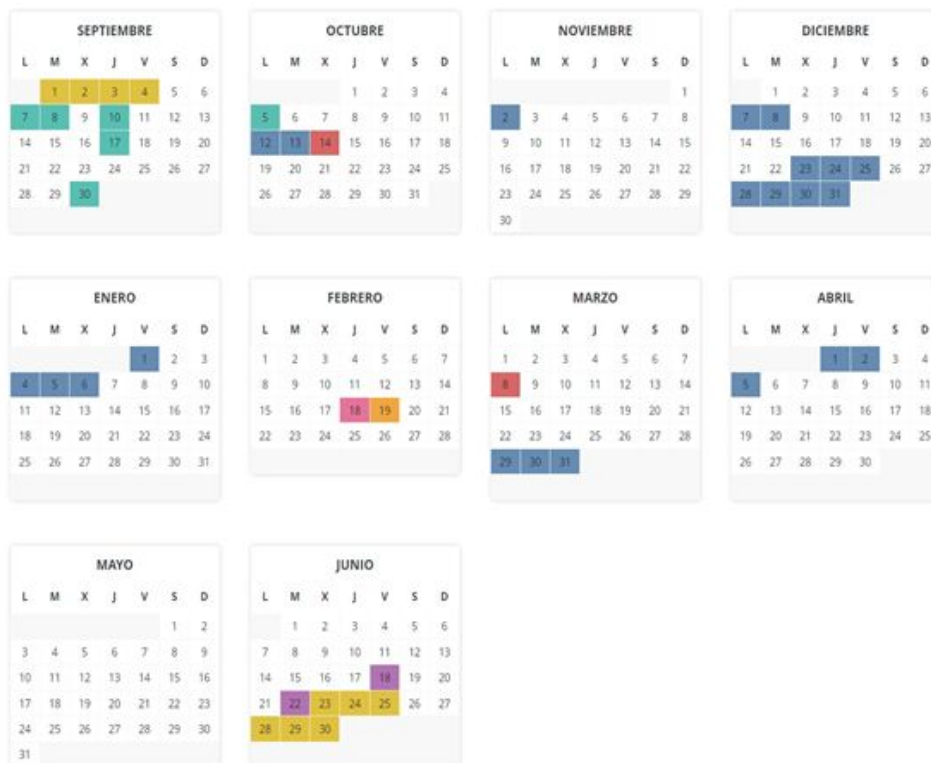 SEPTIEMBRE
L M X J V S D
1 2 3 4 5 6
7 8 9 10 11 12 13
14 15 16 17 18 19 20
21 22 23 24 25 26 27
28 29 30
OCTUBRE
L M X J V S D
1 2 3 4
5 6 7 8 9 10 11
12 13 14 15 16 17 18
19 20 21 22 23 24 25
26 27 28 29 30 31
NOVIEMBRE
L M X J V S D
1
2 3 4 5 6 7 8
9 10 11 12 13 14 15
16 17 18 19 20 21 22
23 24 25 26 27 28 29
30
DICIEMBRE
L M X J V S D
1 2 3 4 5 6
7 8 9 10 11 12 13
14 15 16 17 18 19 20
21 22 23 24 25 26 27
28 29 30 31
ENERO
L M X J V S D
1 2 3
4 5 6 7 8 9 10
11 12 13 14 15 16 17
18 19 20 21 22 23 24
25 26 27 28 29 30 31
FEBRERO
L M X J V S D
1 2 3 4 5 6 7
8 9 10 11 12 13 14
15 16 17 18 19 20 21
22 23 24 25 26 27 28
MARZO
L M X J V S D
1 2 3 4 5 6 7
8 9 10 11 12 13 14
15 16 17 18 19 20 21
22 23 24 25 26 27 28
29 30 31
ABRIL
L M X J V S D
1 2 3 4
5 6 7 8 9 10 11
12 13 14 15 16 17 18
19 20 21 22 23 24 25
26 27 28 29 30
MAYO
L M X J V S D
1 2
3 4 5 6 7 8 9
10 11 12 13 14 15 16
17 18 19 20 21 22 23
24 25 26 27 28 29 30
31
JUNIO
L M X J V S D
1 2 3 4 5 6
7 8 9 10 11 12 13
14 15 16 17 18 19 20
21 22 23 24 25 26 27
28 29 30